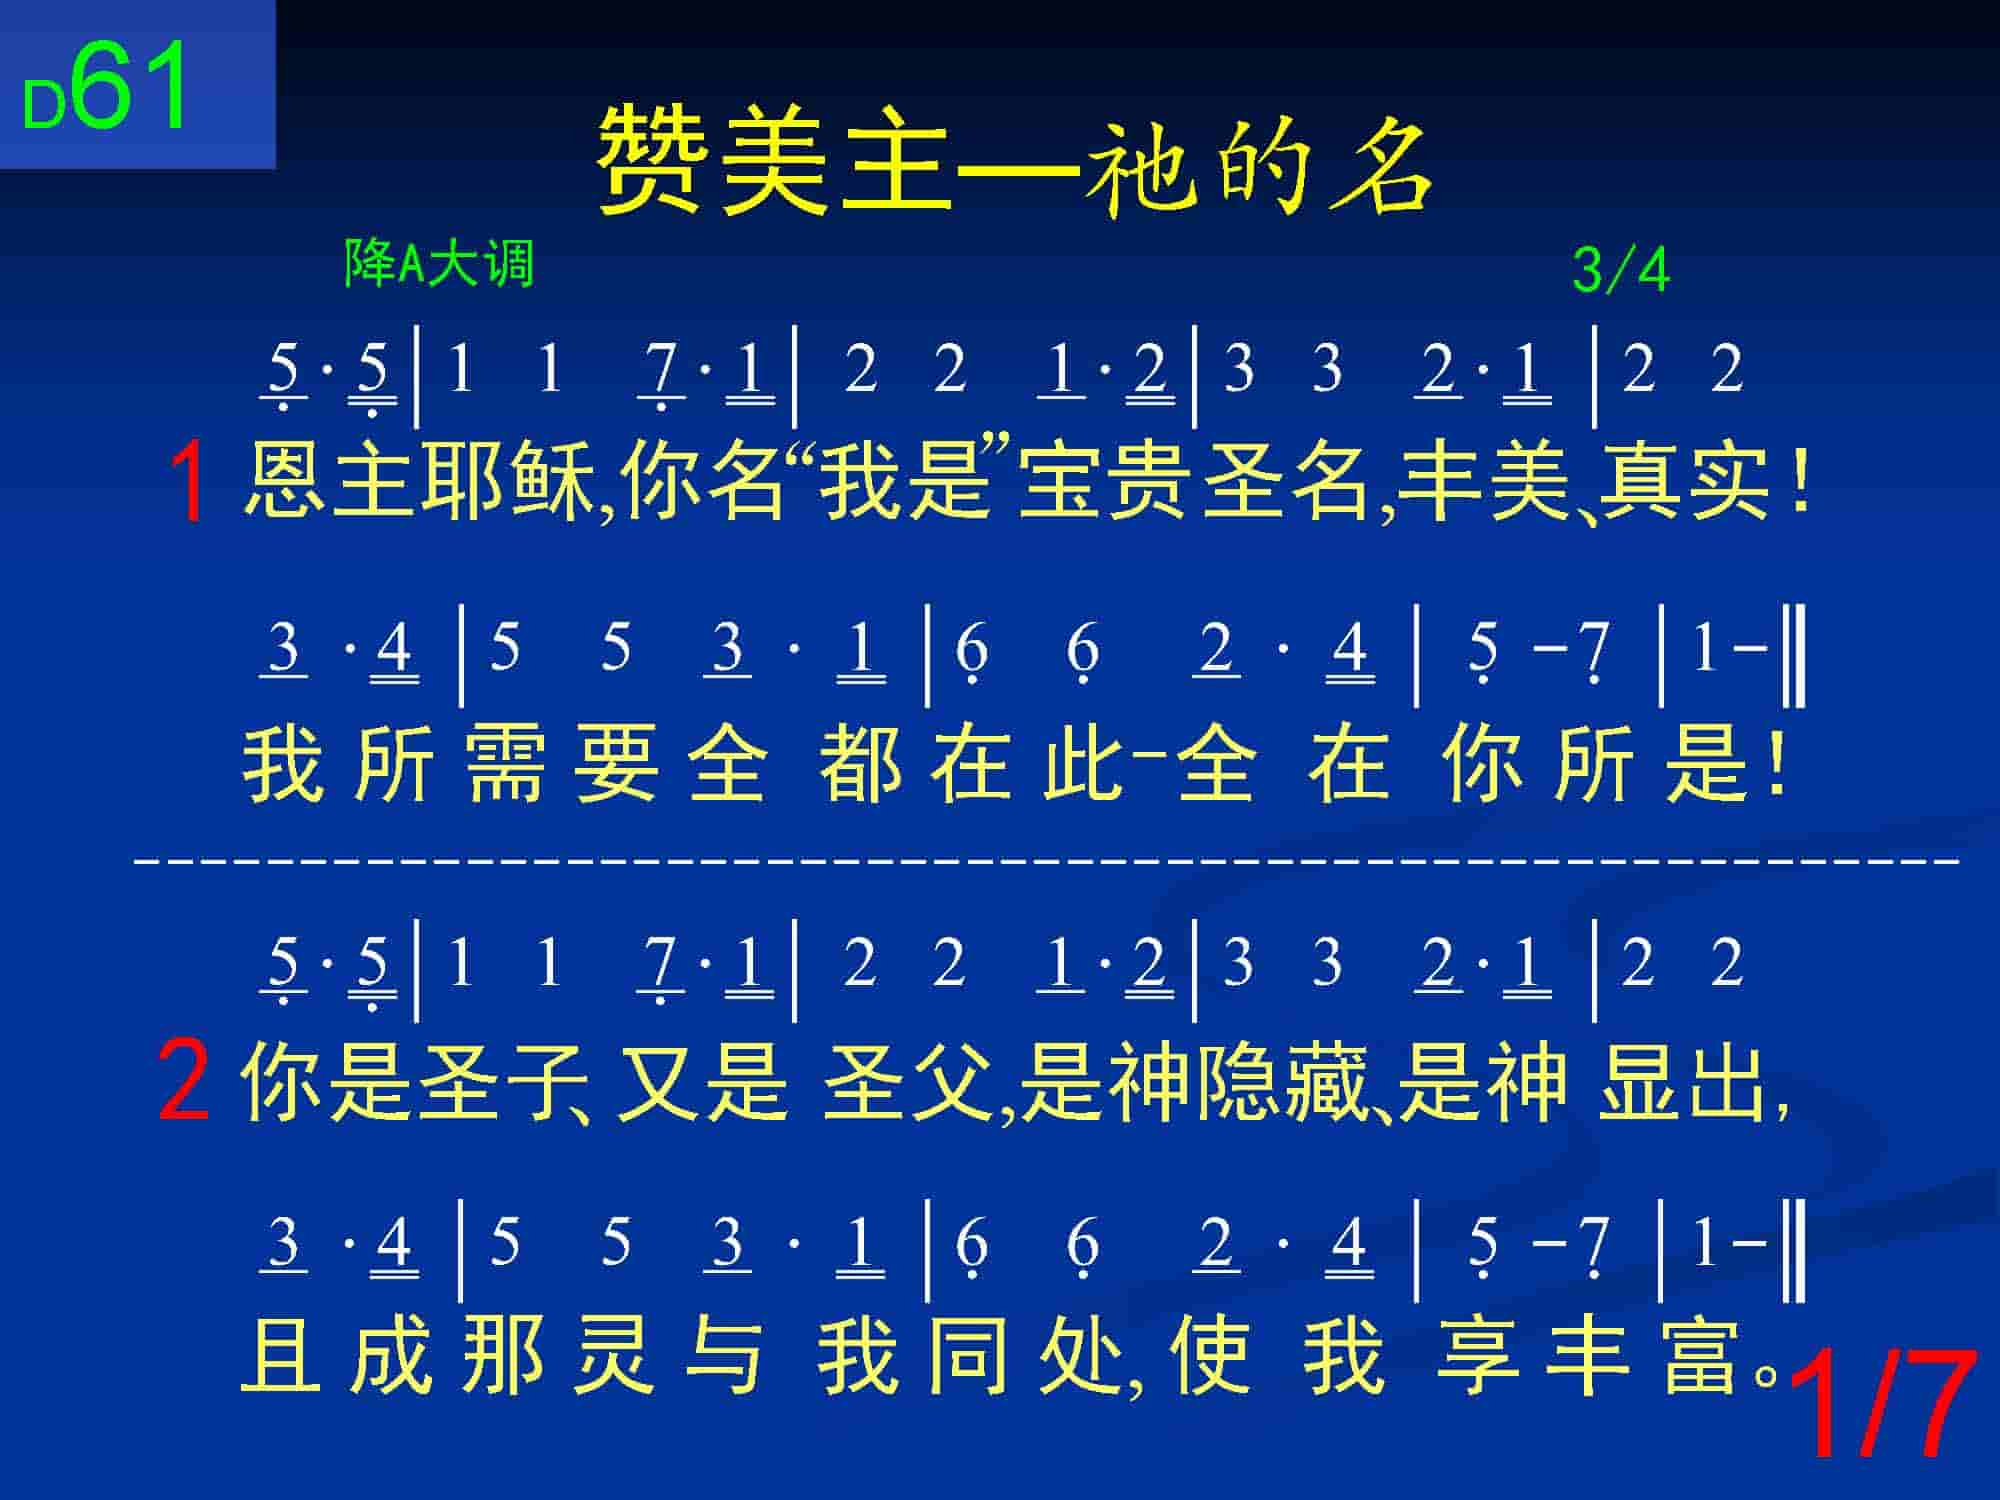 D61
赞美主—祂的名
降A大调 3/4
5·5|1 1 7·1|2 2 1·2|3 3 2·1|2 2
1 恩主耶稣,你名“我是”宝贵圣名,丰美、真实!
3·4|5 5 3·1|6 6 2·4|5-7|1-‖
我所需要全都在此-全在你所是!
5·5|1 1 7·1|2 2 1·2|3 3 2·1|2 2
2 你是圣子、又是圣父,是神隐藏、是神显出,
3·4|5 5 3·1|6 6 2·4|5-7|1-‖
且成那灵与我同处,使我享丰富。
1/7